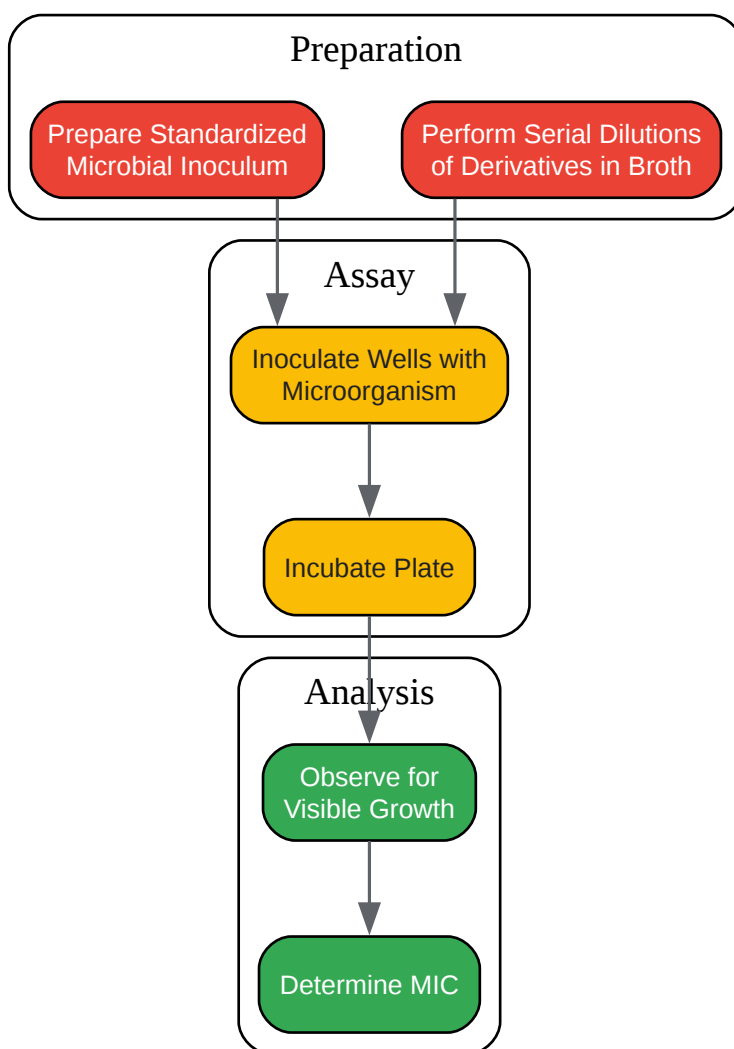 Preparation
Prepare Standardized
Microbial Inoculum
Perform Serial Dilutions
of Derivatives in Broth
Assay
Inoculate Wells with
Microorganism
Incubate Plate
Analysis
Observe for
Visible Growth
Determine MIC